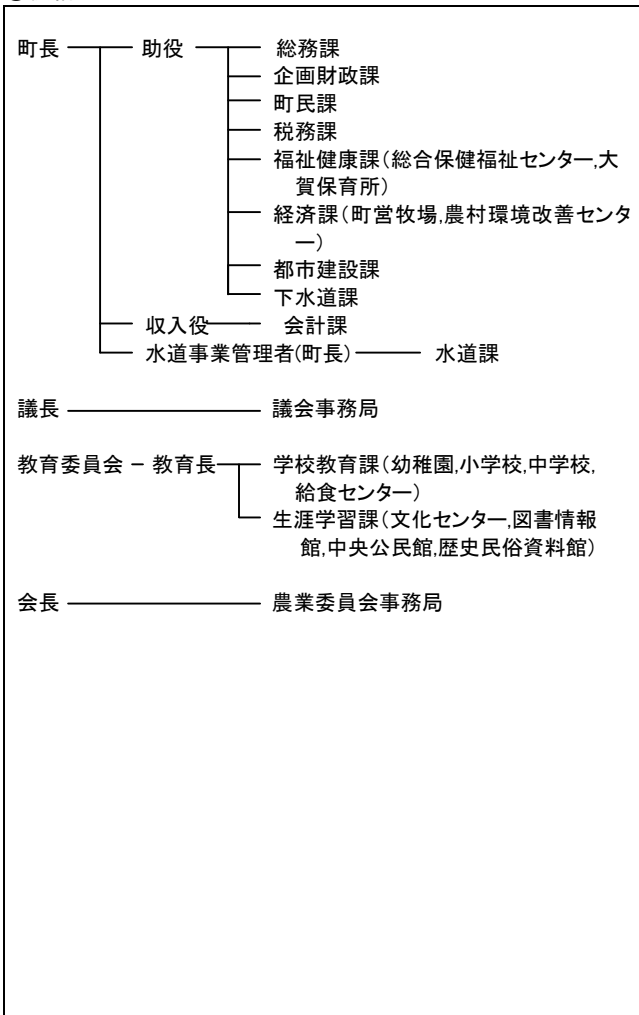 町長 助役 総務課
企画財政課
町民課
税務課
福祉健康課(総合保健福祉センター,大
賀保育所)
経済課(町営牧場,農村環境改善センタ
ー)
都市建設課
下水道課
収入役 会計課
水道事業管理者(町長) 水道課
議長 議会事務局
教育委員会 - 教育長 学校教育課(幼稚園,小学校,中学校,
給食センター)
生涯学習課(文化センター,図書情報
館,中央公民館,歴史民俗資料館)
会長 農業委員会事務局